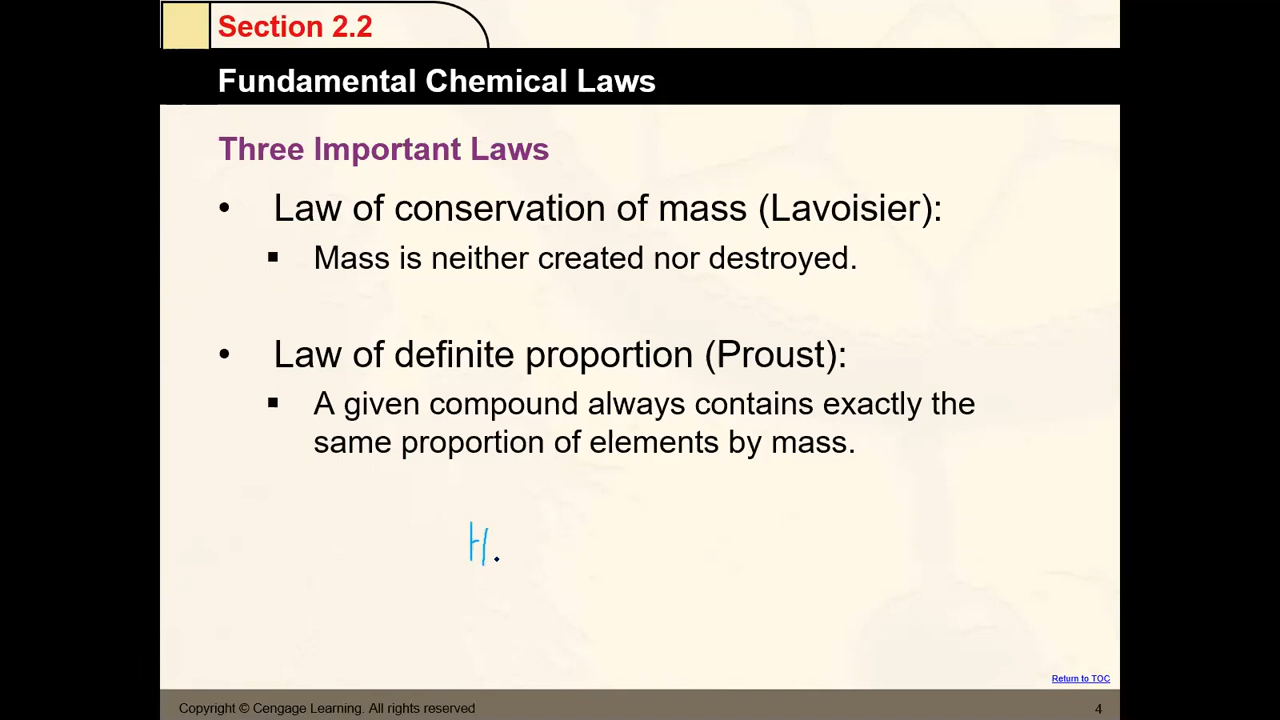 Section 2.2
Fundamental Chemical Laws
Three Important Laws
• Law of conservation of mass (Lavoisier):
▪ Mass is neither created nor destroyed.
• Law of definite proportion (Proust):
▪ A given compound always contains exactly the
same proportion of elements by mass.
H
Return to TOC
Copyright © Cengage Learning. All rights reserved
4